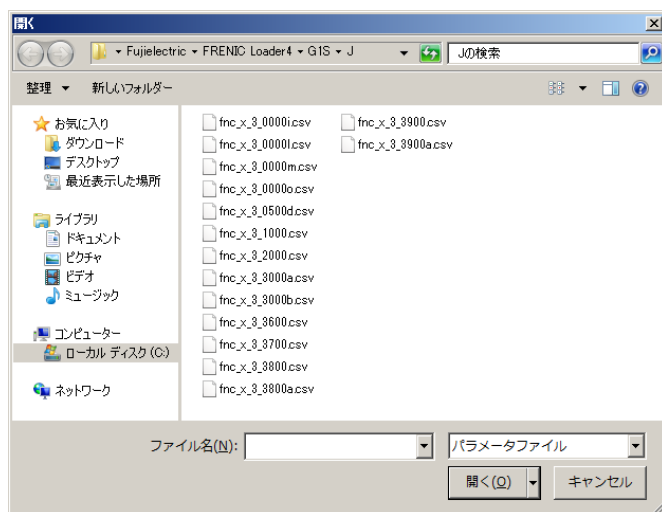 開く
Fujielectric FRENIC Loader4 G1S J
Jの検索
整理 新しいフォルダー
お気に入り
ダウンロード
デスクトップ
最近表示した場所
ライブラリ
ドキュメント
ピクチャ
ビデオ
ミュージック
コンピューター
ローカル ディスク (C:)
ネットワーク
fnc_x_3_0000i.csv
fnc_x_3_0000l.csv
fnc_x_3_0000m.csv
fnc_x_3_0000o.csv
fnc_x_3_0500d.csv
fnc_x_3_1000.csv
fnc_x_3_2000.csv
fnc_x_3_3000a.csv
fnc_x_3_3000b.csv
fnc_x_3_3600.csv
fnc_x_3_3700.csv
fnc_x_3_3800.csv
fnc_x_3_3800a.csv
fnc_x_3_3900.csv
fnc_x_3_3900a.csv
ファイル名(N):
パラメータファイル
開く(O)
キャンセル